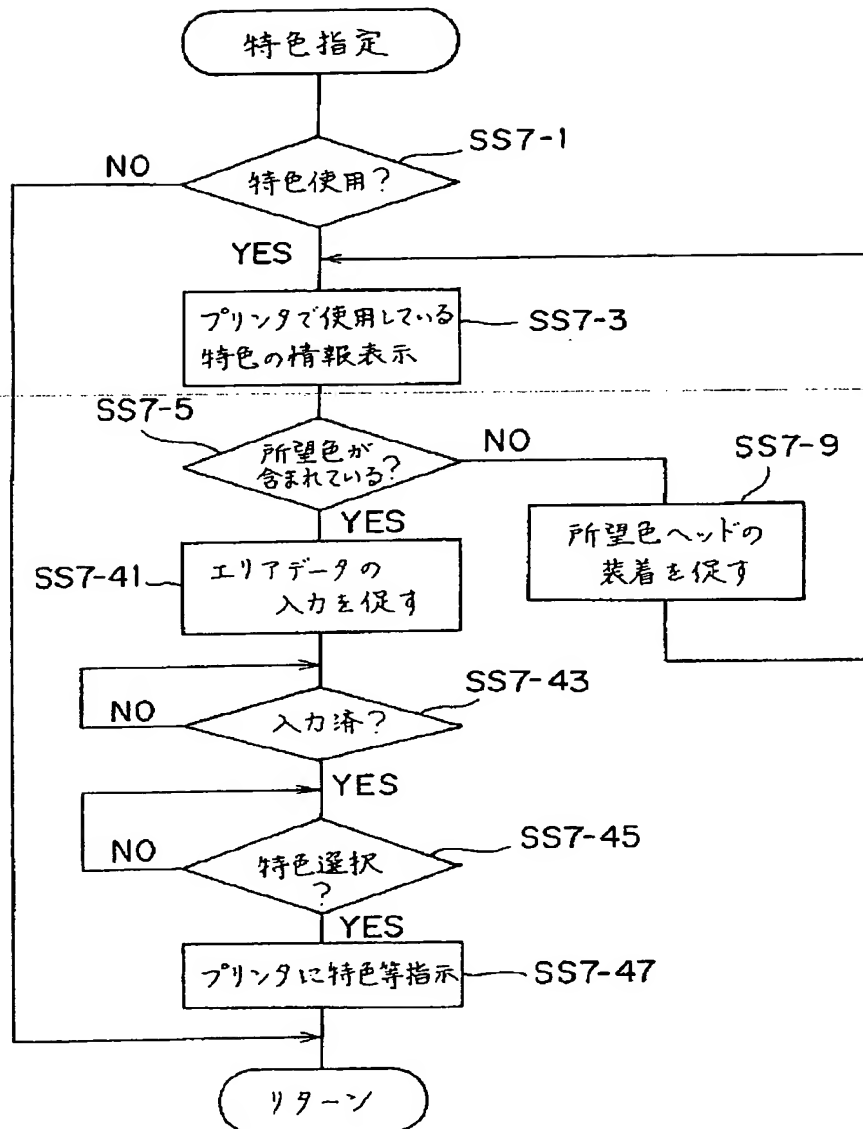 特色指定
SS7-1
NO
特色使用?
YES
プリンタで使用している
特色の情報表示
SS7-3
SS7-5
所望色が
含まれている?
NO
SS7-9
YES
所望色ヘッドの
装着を促す
SS7-41
エリアデータの
入力を促す
SS7-43
NO
入力済?
YES
SS7-45
NO
特色選択
?
YES
プリンタに特色等指示
SS7-47
リターン